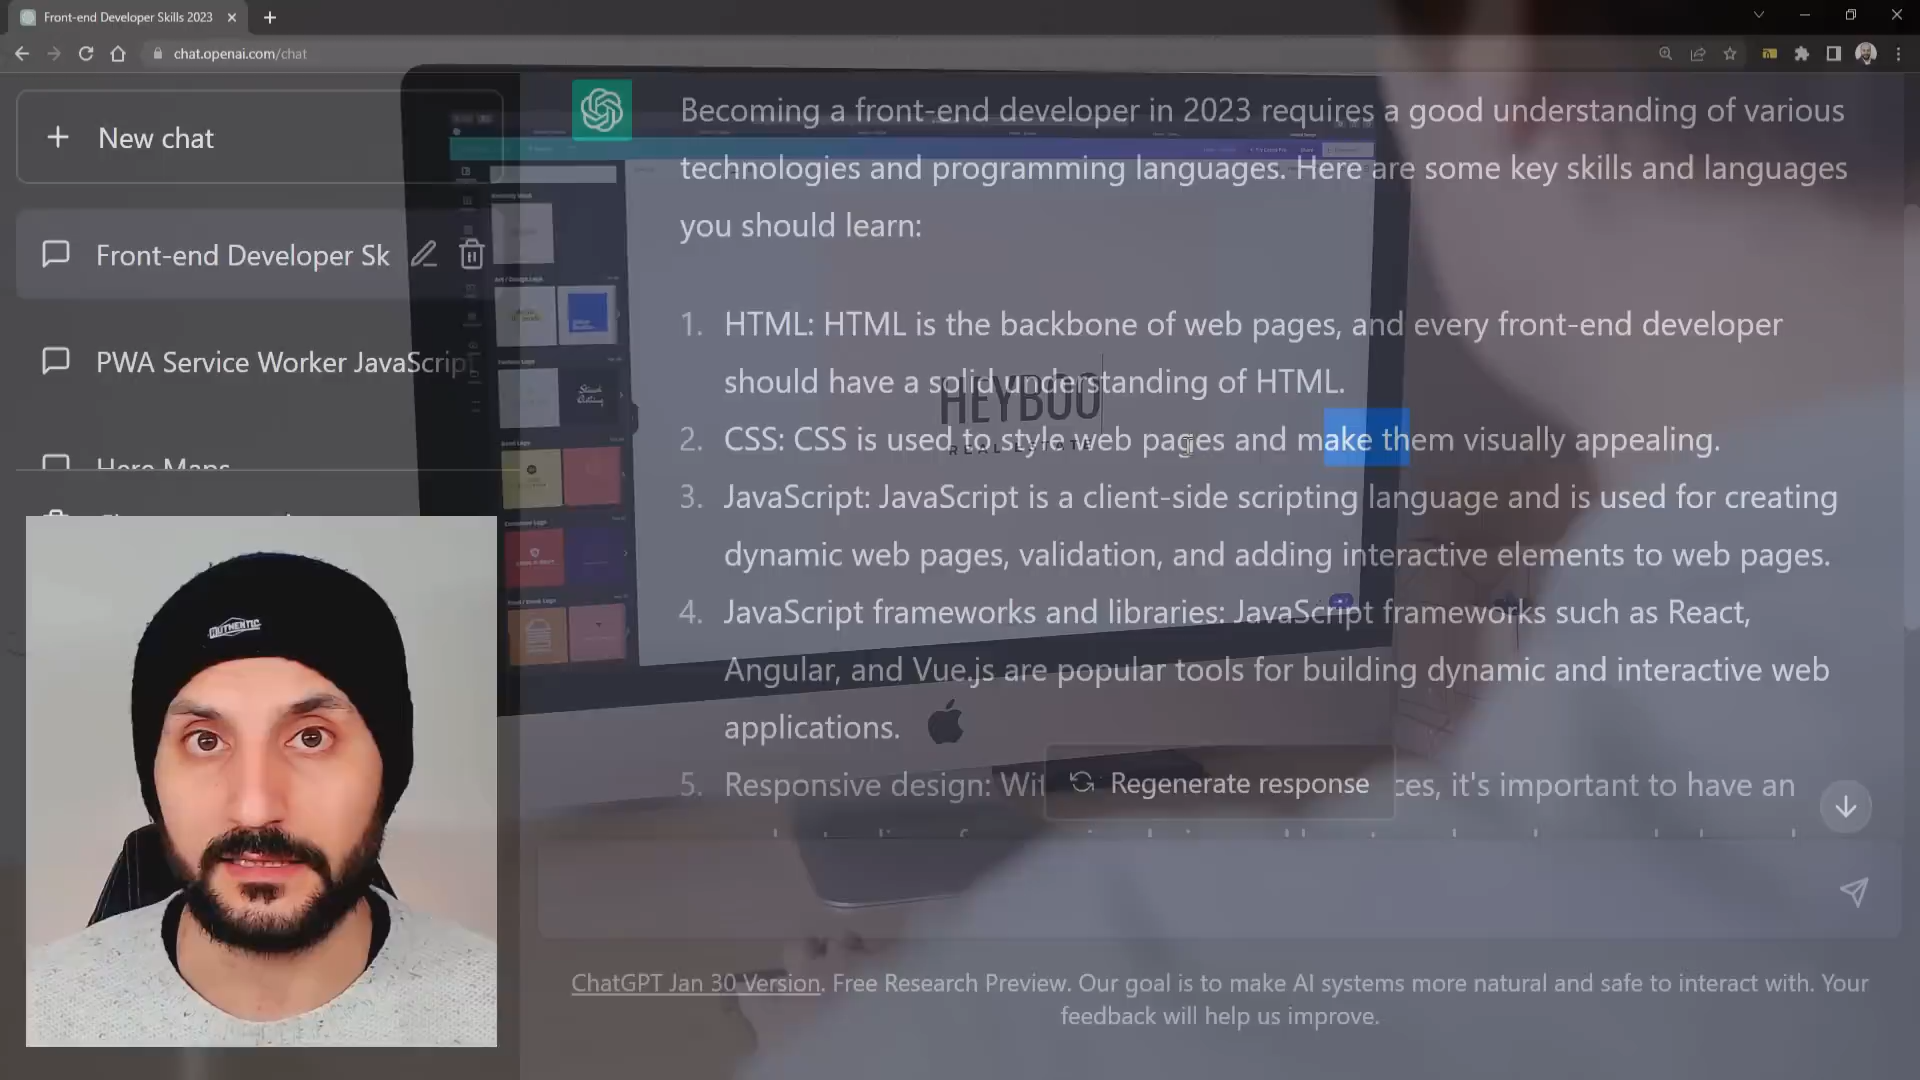 Front-end Developer Skills 2023
chat.openai.com/chat
New chat
Front-end Developer Sk
PWA Service Worker JavaScrip
Here Maps
Becoming a front-end developer in 2023 requires a good understanding of various
technologies and programming languages. Here are some key skills and languages
you should learn:
1. HTML: HTML is the backbone of web pages, and every front-end developer
should have a solid understanding of HTML.
2. CSS: CSS is used to style web pages and make them visually appealing.
3. JavaScript: JavaScript is a client-side scripting language and is used for creating
dynamic web pages, validation, and adding interactive elements to web pages.
4. JavaScript frameworks and libraries: JavaScript frameworks such as React,
Angular, and Vue.js are popular tools for building dynamic and interactive web
applications.
5. Responsive design: Wit
ces, it's important to have an
Regenerate response
HEYBOO
REAL ESTATE
AUTHENTIC
ChatGPT Jan 30 Version. Free Research Preview. Our goal is to make AI systems more natural and safe to interact with. Your
feedback will help us improve.